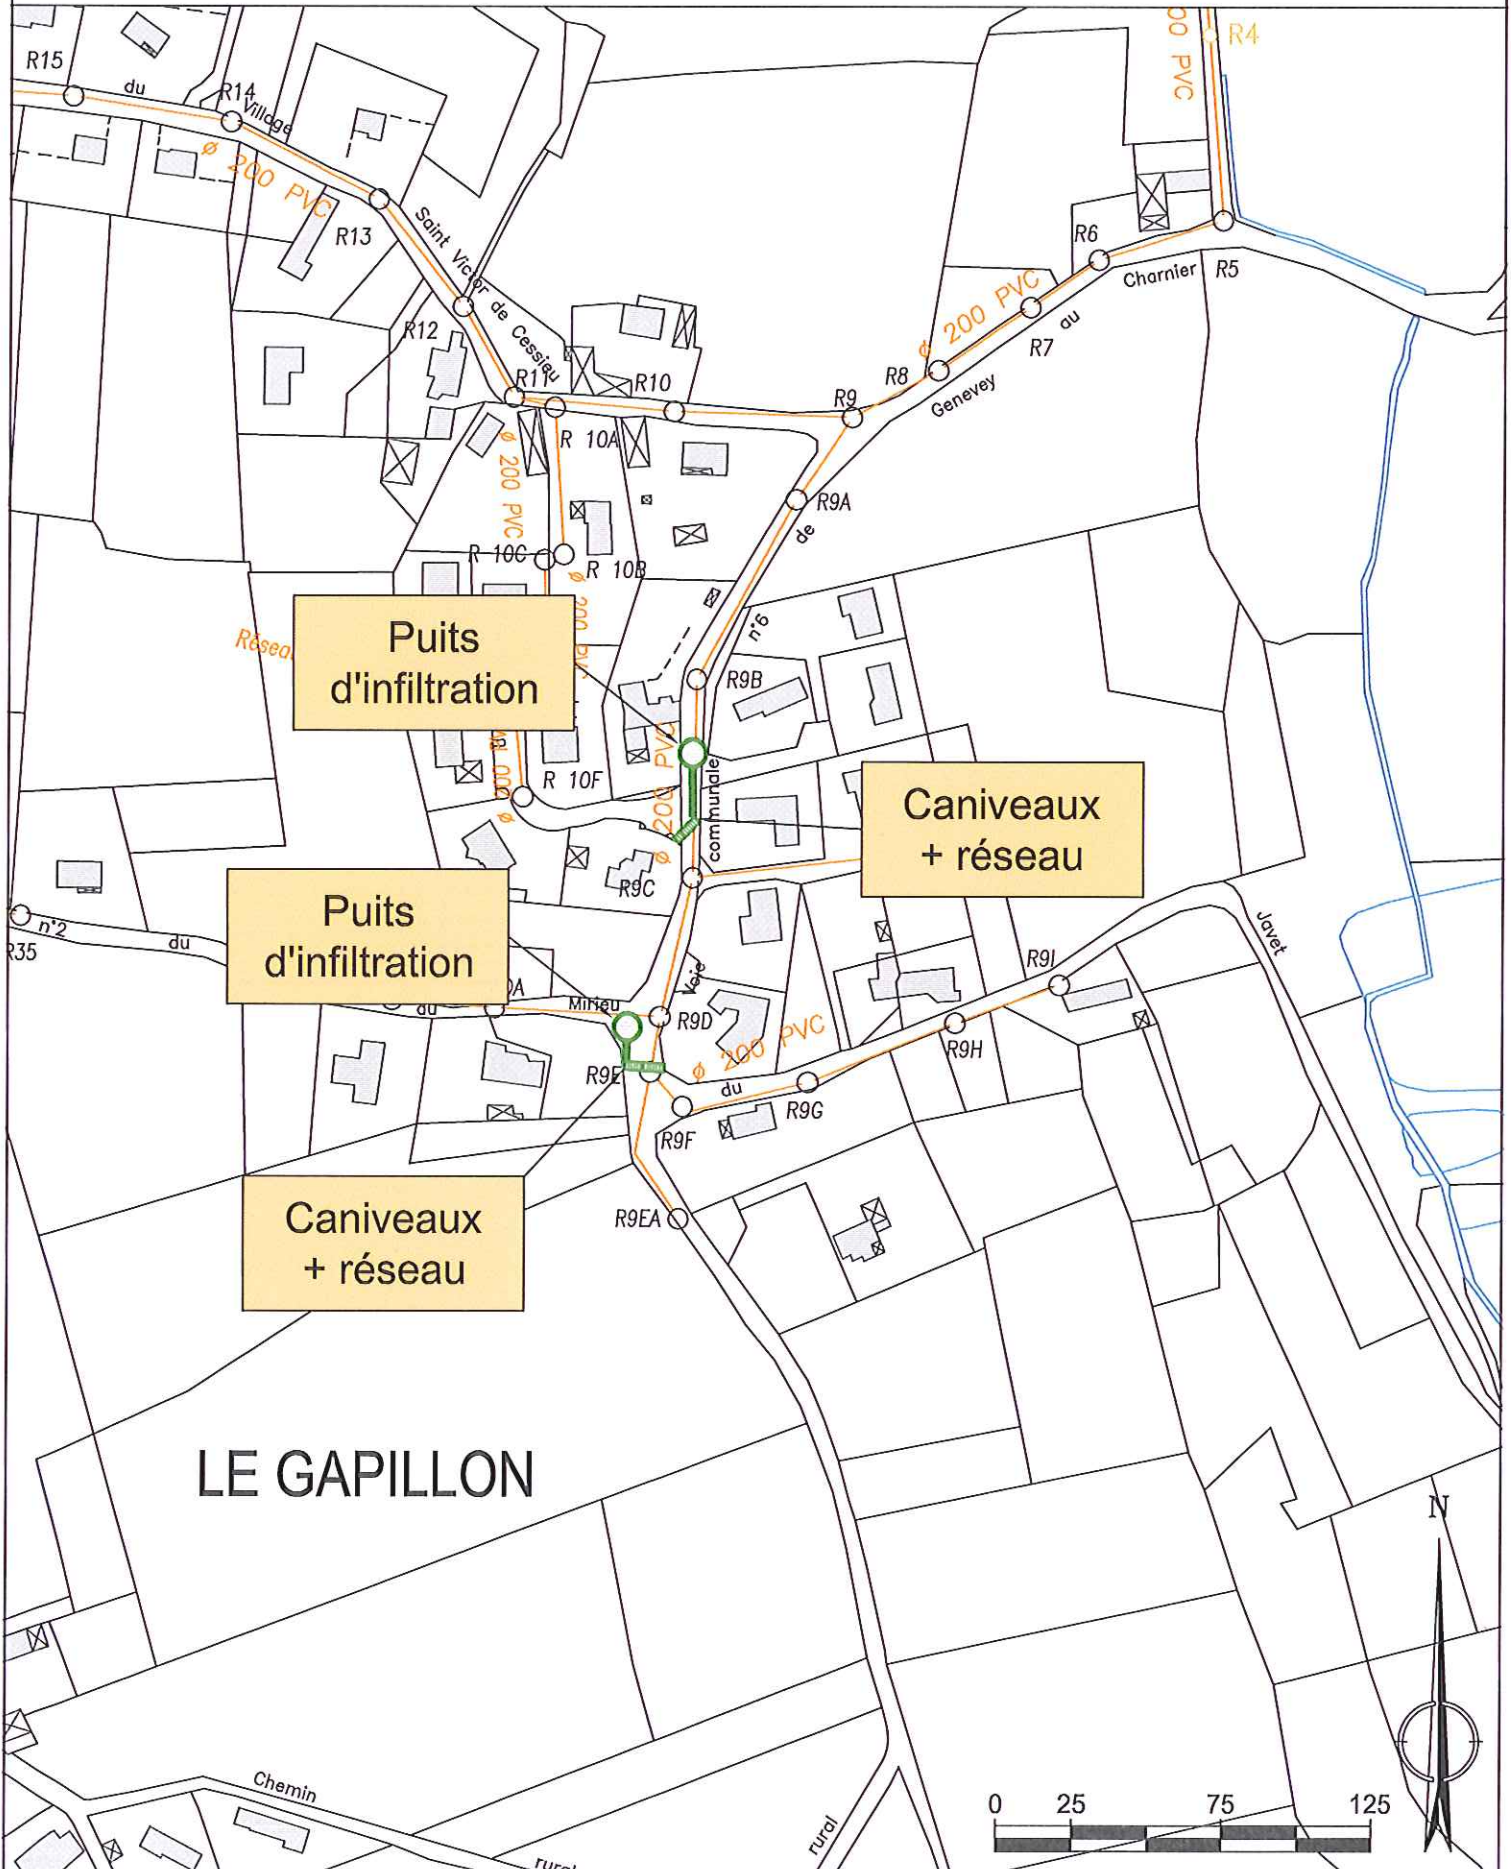 00 PVC
R4
R15
du
R14
Village
ø 200 PVC
R13
Saint Victor de Cessieu
R12
R11
R10
R 10A
R6
R5
Charnier
au
R7
ø 200 PVC
R8
R9
Genevey
R9A
de
ø 200 PVC
R 10C
R 10B
n°6
Puits
d'infiltration
R9B
R 10F
ø 200 PVC
communale
Caniveaux
+ réseau
R9C
n°2
du
R35
Puits
d'infiltration
Javet
R9I
Voie
du
Mirieu
R9D
ø 200 PVC
R9H
R9E
du
R9G
R9F
R9EA
Caniveaux
+ réseau
LE GAPILLON
N
Chemin
rural
0 25 75 125